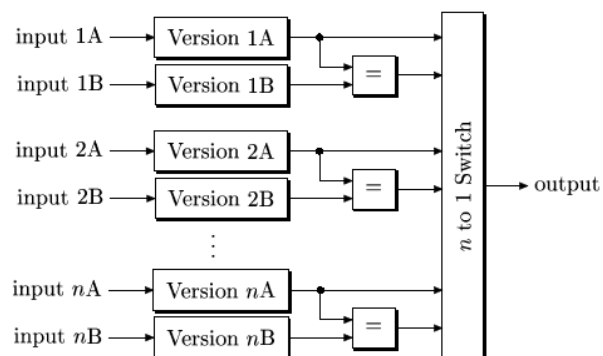 input 1A Version 1A
=
input 1B Version 1B
input 2A Version 2A
=
input 2B Version 2B
⋮
input nA Version nA
=
input nB Version nB
n to 1 Switch
output